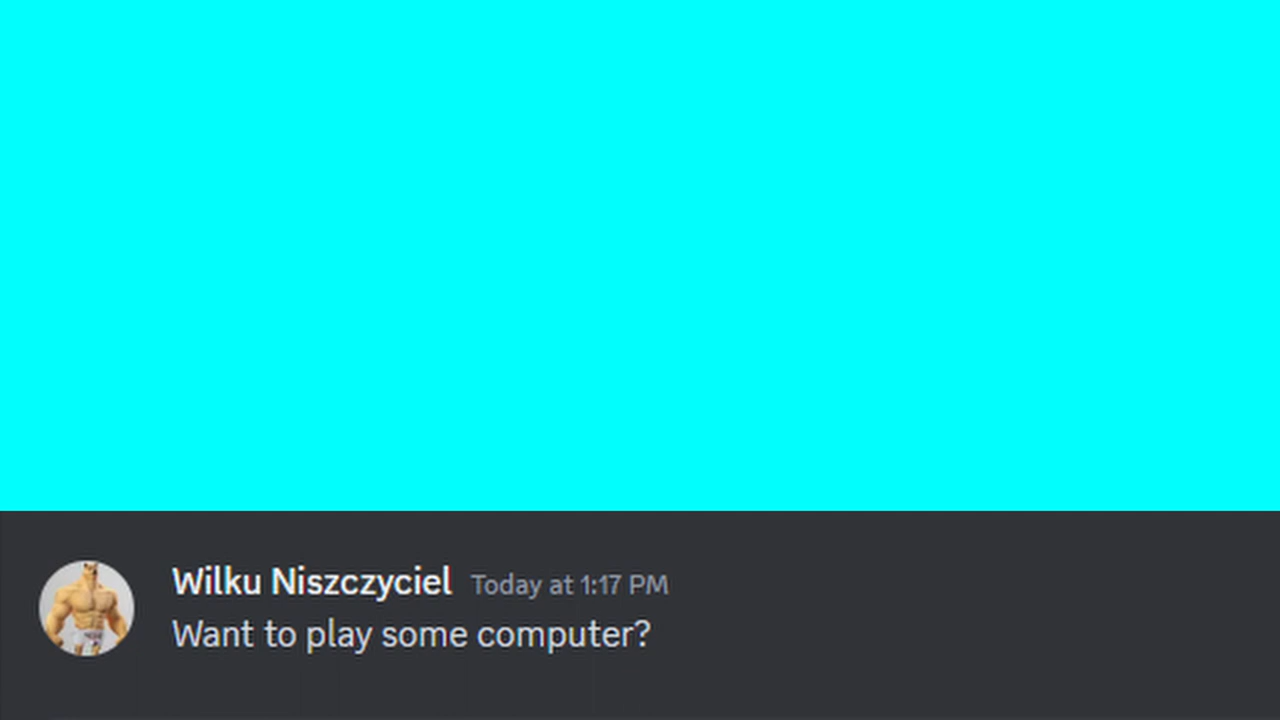 Wilku Niszczyciel Today at 1:17 PM
Want to play some computer?